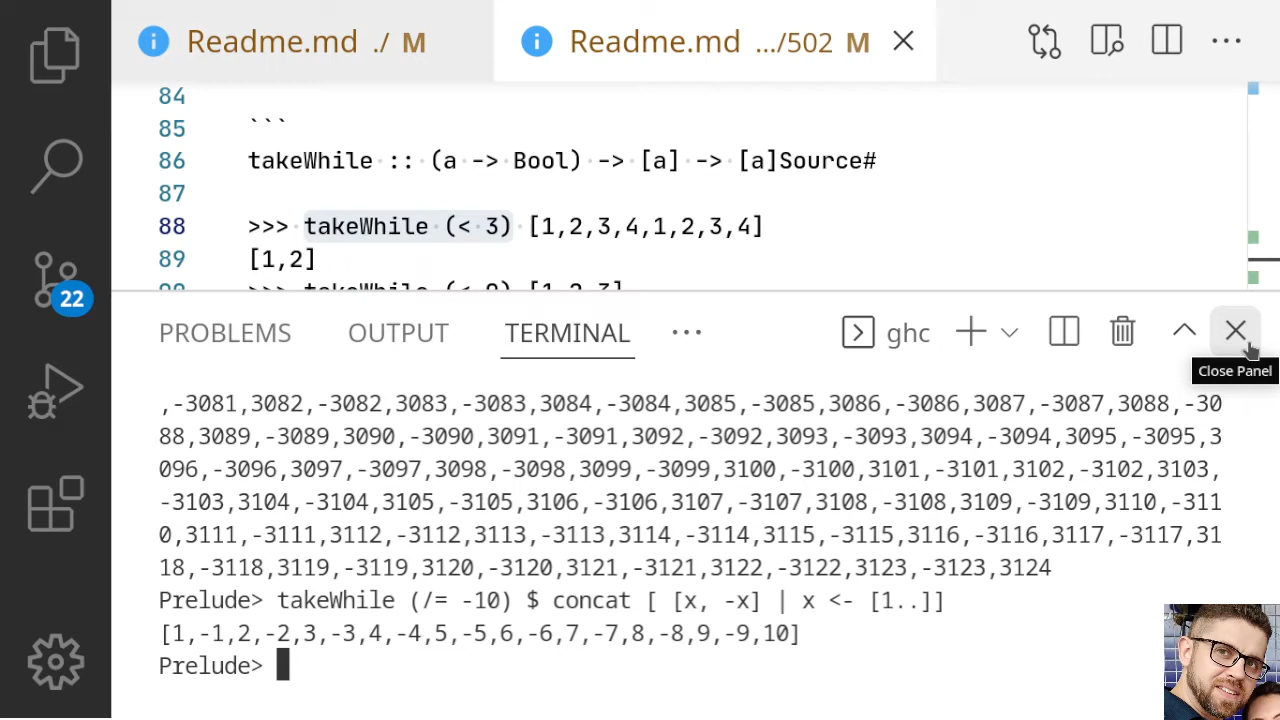 Readme.md ./ M
Readme.md .../502 M
84
85 ```
86 takeWhile :: (a -> Bool) -> [a] -> [a]Source#
87
88 >>> takeWhile (< 3) [1,2,3,4,1,2,3,4]
89 [1,2]
90 >>> takeWhile (< 9) [1,2,3]
22
PROBLEMS OUTPUT TERMINAL ... ghc
Close Panel
,-3081,3082,-3082,3083,-3083,3084,-3084,3085,-3085,3086,-3086,3087,-3087,3088,-30
88,3089,-3089,3090,-3090,3091,-3091,3092,-3092,3093,-3093,3094,-3094,3095,-3095,3
096,-3096,3097,-3097,3098,-3098,3099,-3099,3100,-3100,3101,-3101,3102,-3102,3103,
-3103,3104,-3104,3105,-3105,3106,-3106,3107,-3107,3108,-3108,3109,-3109,3110,-311
0,3111,-3111,3112,-3112,3113,-3113,3114,-3114,3115,-3115,3116,-3116,3117,-3117,31
18,-3118,3119,-3119,3120,-3120,3121,-3121,3122,-3122,3123,-3123,3124
Prelude> takeWhile (/= -10) $ concat [ [x, -x] | x <- [1..]]
[1,-1,2,-2,3,-3,4,-4,5,-5,6,-6,7,-7,8,-8,9,-9,10]
Prelude>